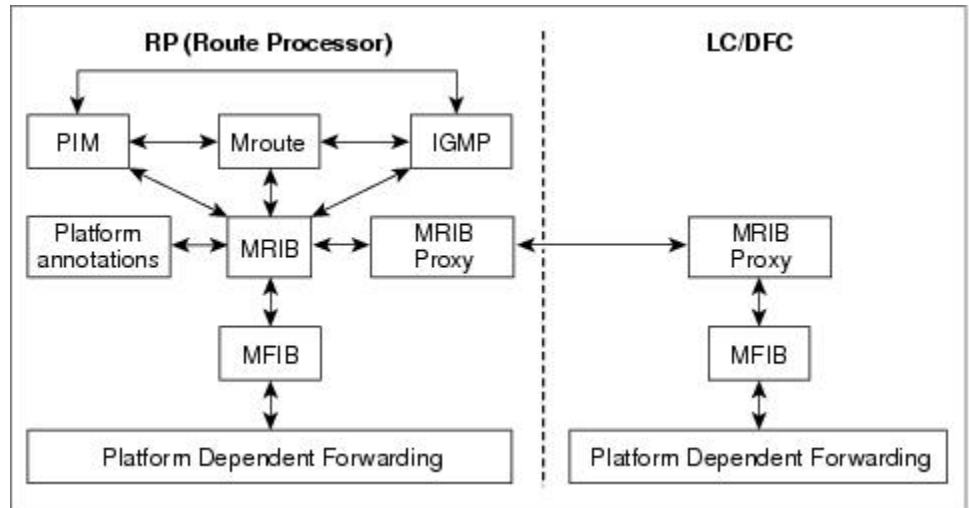 RP (Route Processor)
LC/DFC
PIM
Mroute
IGMP
Platform
annotations
MRIB
MRIB
Proxy
MRIB
Proxy
MFIB
MFIB
Platform Dependent Forwarding
Platform Dependent Forwarding